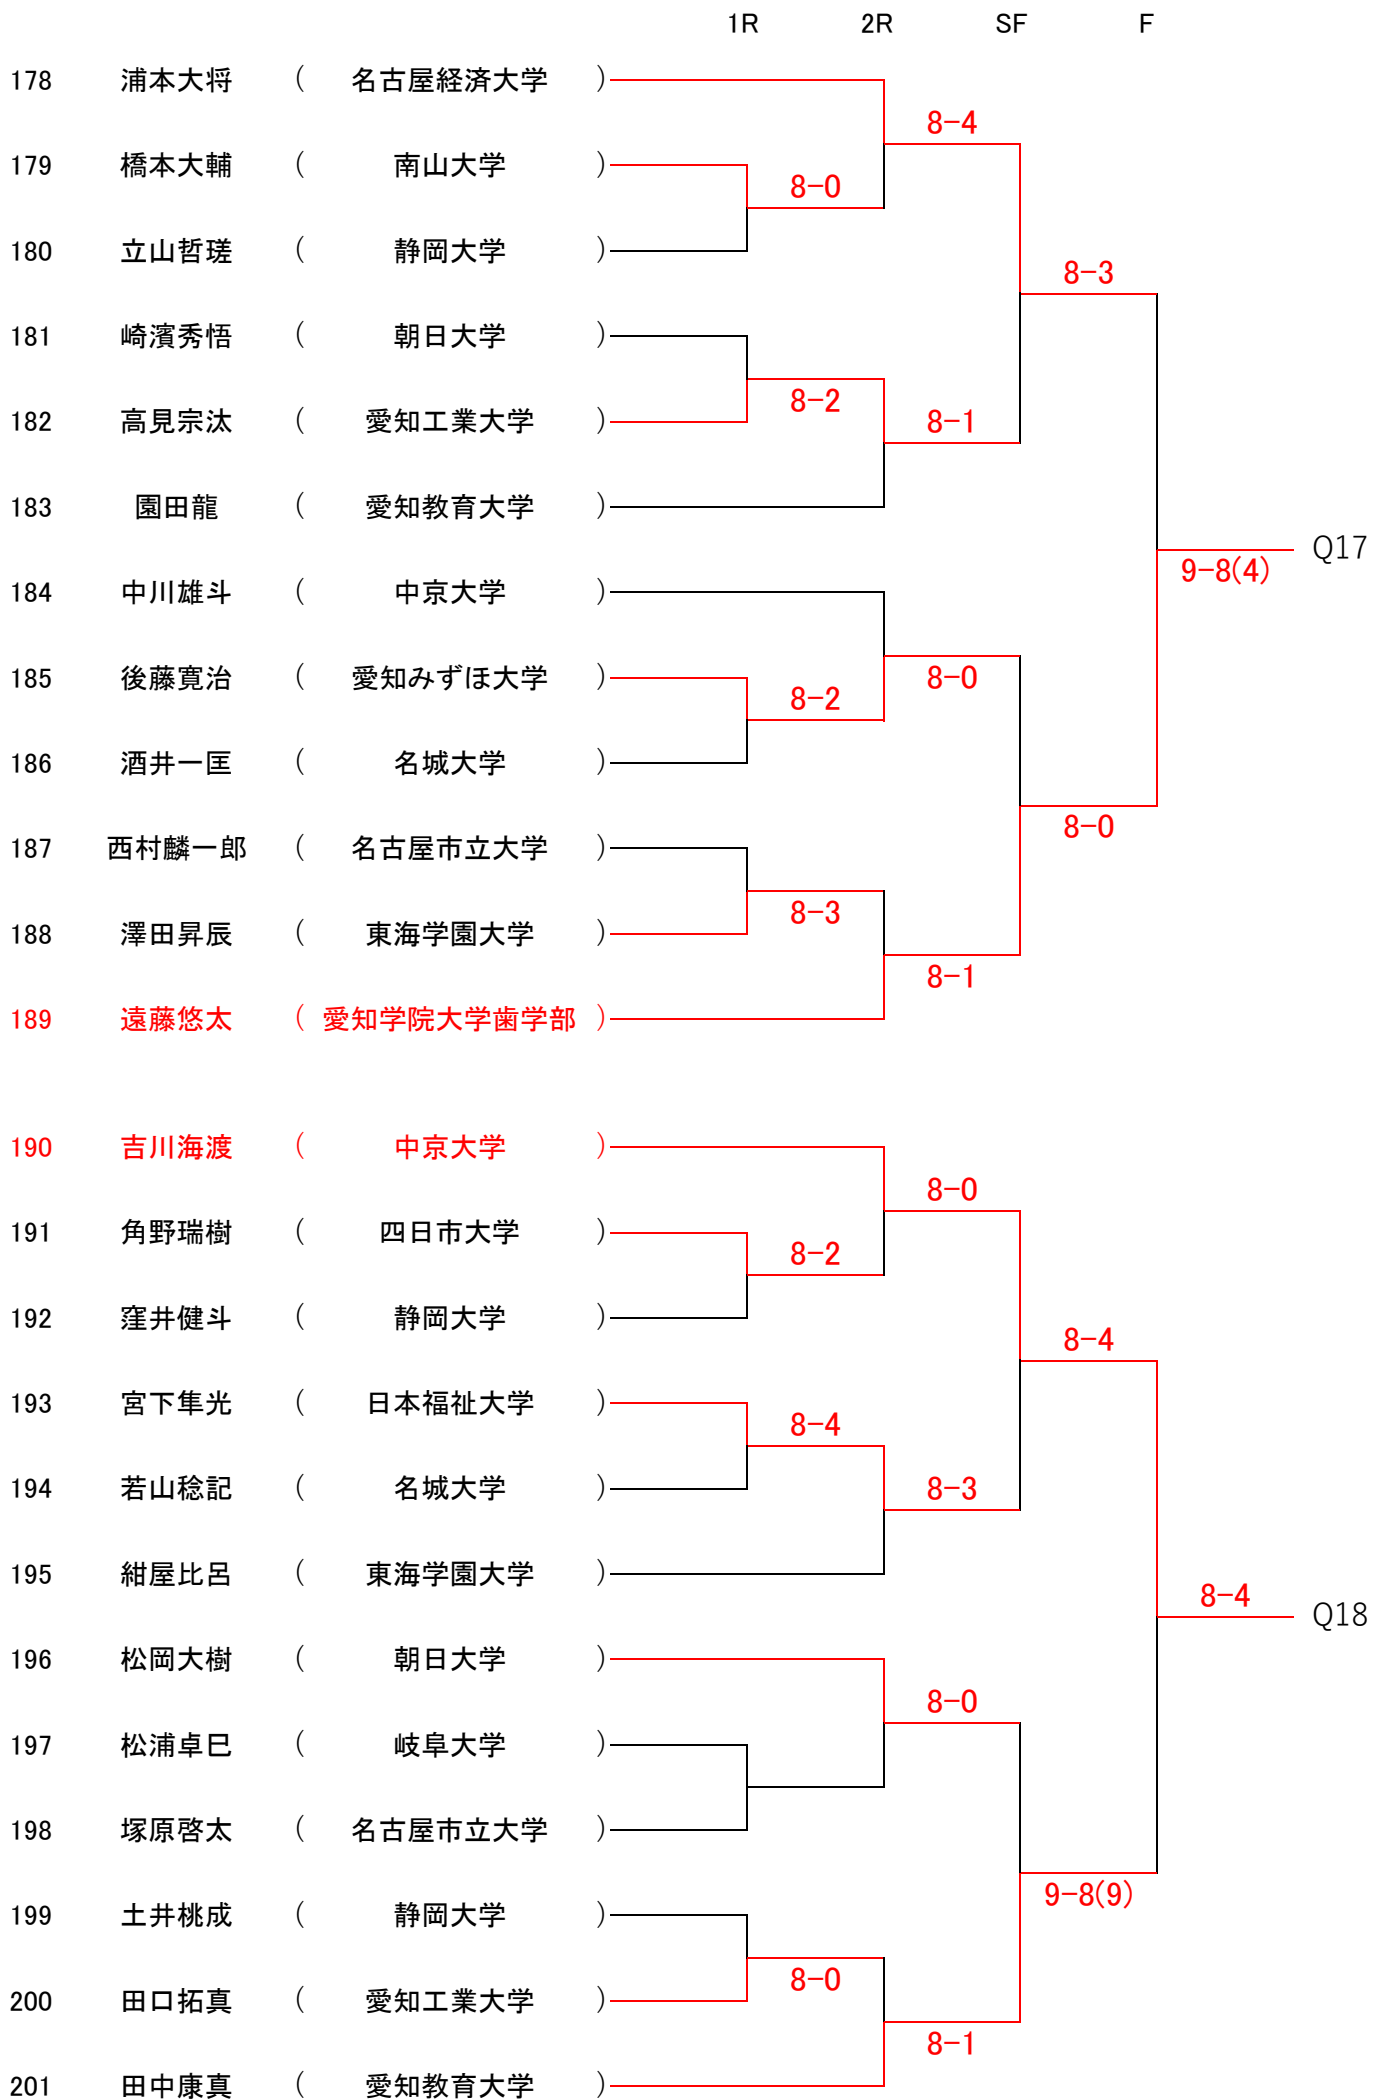 1R 2R SF F
178 浦本大将 ( 名古屋経済大学 )
8-4
179 橋本大輔 ( 南山大学 )
8-0
180 立山哲瑳 ( 静岡大学 )
8-3
181 崎濱秀悟 ( 朝日大学 )
8-2
182 高見宗汰 ( 愛知工業大学 ) 8-1
183 園田龍 ( 愛知教育大学 )
Q17
9-8(4)
184 中川雄斗 ( 中京大学 )
185 後藤寛治 ( 愛知みずほ大学 ) 8-0
8-2
186 酒井一匡 ( 名城大学 )
8-0
187 西村麟一郎 ( 名古屋市立大学 )
8-3
188 澤田昇辰 ( 東海学園大学 )
8-1
189 遠藤悠太 ( 愛知学院大学歯学部 )
190 吉川海渡 ( 中京大学 )
8-0
191 角野瑞樹 ( 四日市大学 )
8-2
192 窪井健斗 ( 静岡大学 )
8-4
193 宮下隼光 ( 日本福祉大学 )
8-4
194 若山稔記 ( 名城大学 ) 8-3
195 紺屋比呂 ( 東海学園大学 )
8-4
Q18
196 松岡大樹 ( 朝日大学 )
8-0
197 松浦卓巳 ( 岐阜大学 )
198 塚原啓太 ( 名古屋市立大学 )
9-8(9)
199 土井桃成 ( 静岡大学 )
8-0
200 田口拓真 ( 愛知工業大学 )
8-1
201 田中康真 ( 愛知教育大学 )